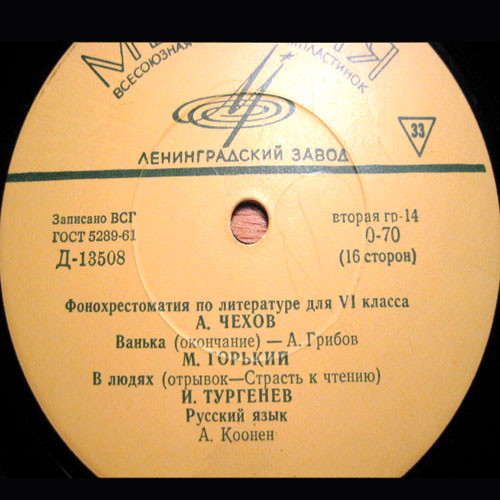 ВСЕСОЮЗНАЯ
ПЛАСТИНОК
ЛЕНИНГРАДСКИЙ ЗАВОД
33
Записано ВСГ
ГОСТ 5289-61
Д-13508
вторая гр-14
0-70
(16 сторон)
Фонохрестоматия по литературе для VI класса
А. ЧЕХОВ
Ванька (окончание) — А. Грибов
М. ГОРЬКИЙ
В людях (отрывок—Страсть к чтению)
И. ТУРГЕНЕВ
Русский язык
А. Коонен